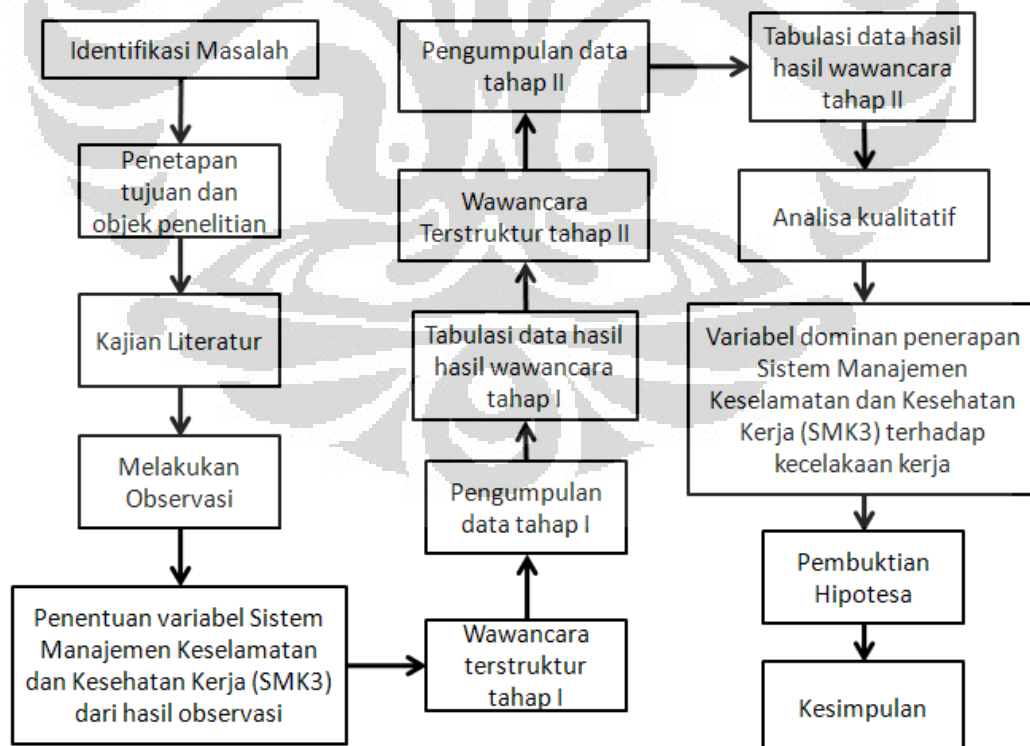 Identifikasi Masalah
Penetapan
tujuan dan
objek penelitian
Kajian Literatur
Melakukan
Observasi
Penentuan variabel Sistem
Manajemen Keselamatan
dan Kesehatan Kerja (SMK3)
dari hasil observasi
Wawancara
terstruktur
tahap I
Pengumpulan
data tahap I
Tabulasi data hasil
hasil wawancara
tahap I
Wawancara
Terstruktur tahap II
Pengumpulan data
tahap II
Tabulasi data hasil
hasil wawancara
tahap II
Analisa kualitatif
Variabel dominan penerapan
Sistem Manajemen
Keselamatan dan Kesehatan
Kerja (SMK3) terhadap
kecelakaan kerja
Pembuktian
Hipotesa
Kesimpulan